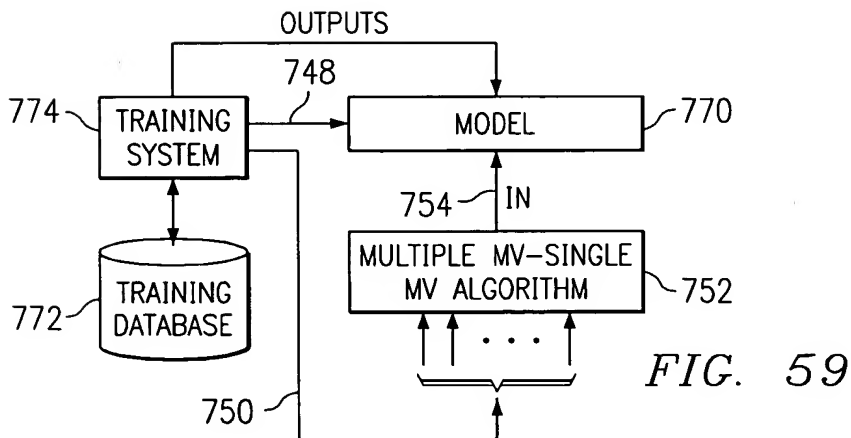 OUTPUTS
748
774
TRAINING
SYSTEM
MODEL
770
754
IN
772
TRAINING
DATABASE
MULTIPLE MV-SINGLE
MV ALGORITHM
752
• • •
750
FIG. 59